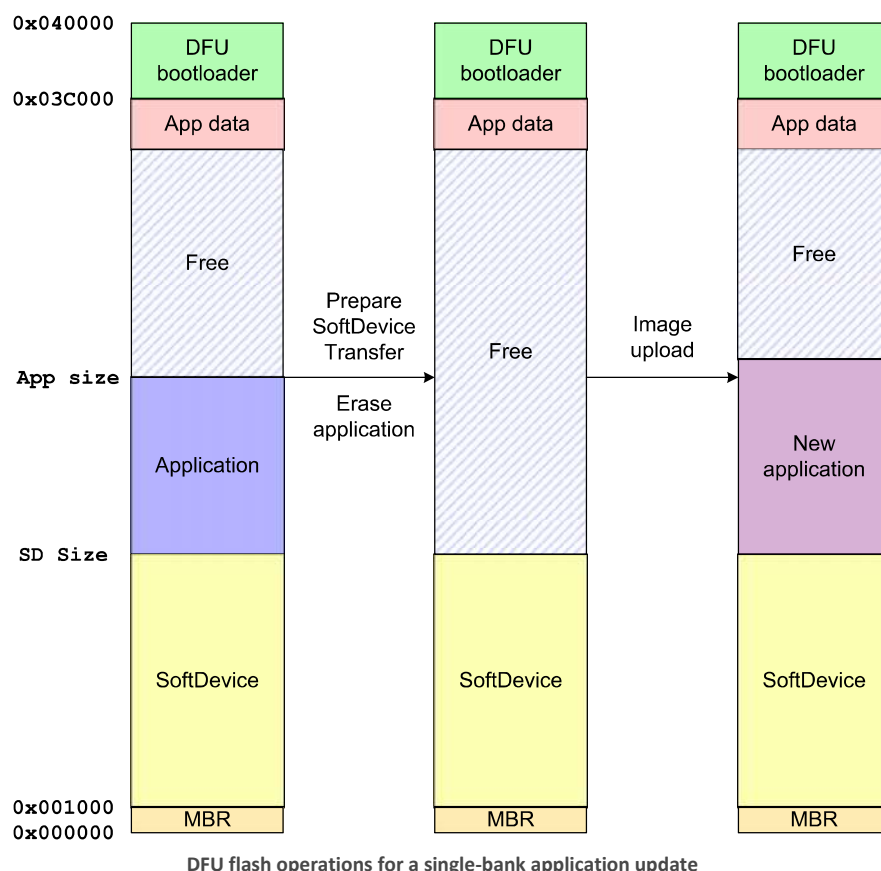 0x040000
DFU
bootloader
DFU
bootloader
DFU
bootloader
0x03C000
App data
App data
App data
Free
Free
Prepare
SoftDevice
Transfer
Free
Image
upload
App size
Erase
application
Application
New
application
SD Size
SoftDevice
SoftDevice
SoftDevice
0x001000
MBR
MBR
MBR
0x000000
DFU flash operations for a single-bank application update